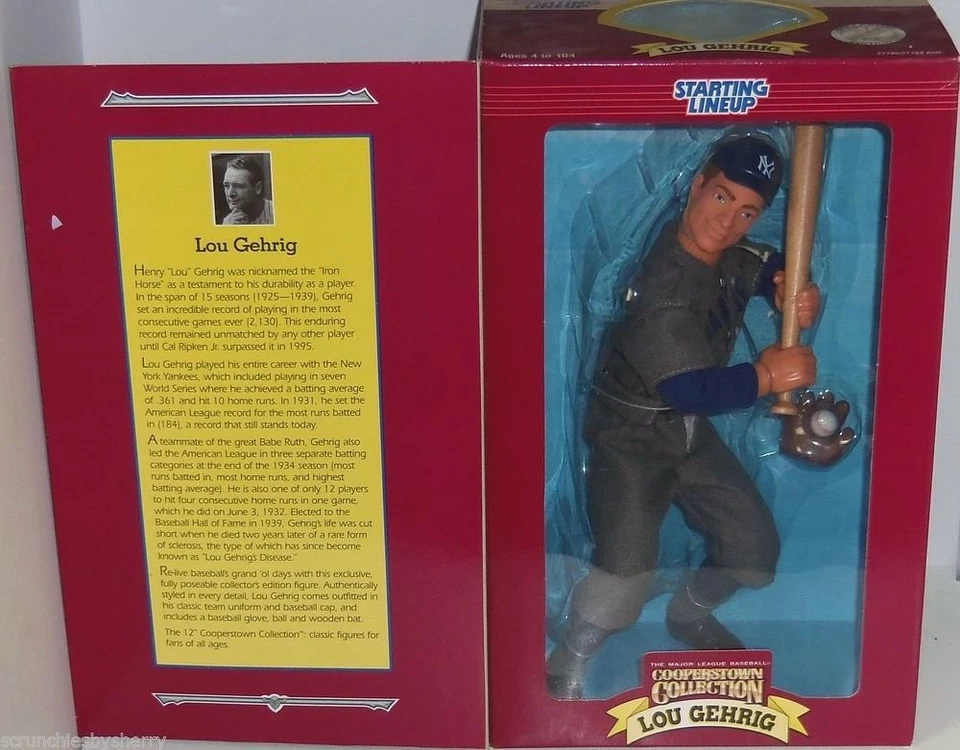 Lou Gehrig
Henry "Lou" Gehrig was nicknamed the "Iron
Horse" as a testament to his durability as a player.
In the span of 15 seasons (1925—1939), Gehrig
set an incredible record of playing in the most
consecutive games ever (2,130). This enduring
record remained unmatched by any other player
until Cal Ripken Jr. surpassed it in 1995.
Lou Gehrig played his entire career with the New
York Yankees, which included playing in seven
World Series where he achieved a batting average
of .361 and hit 10 home runs. In 1931, he set the
American League record for the most runs batted
in (184), a record that still stands today.
A teammate of the great Babe Ruth, Gehrig also
led the American League in three separate batting
categories at the end of the 1934 season (most
runs batted in, most home runs, and highest
batting average). He is also one of only 12 players
to hit four consecutive home runs in one game,
which he did on June 3, 1932. Elected to the
Baseball Hall of Fame in 1939, Gehrig's life was cut
short when he died two years later of a rare form
of sclerosis, the type of which has since become
known as "Lou Gehrig's Disease."
Re-live baseball's grand 'ol days with this exclusive,
fully poseable collector's edition figure. Authentically
styled in every detail, Lou Gehrig comes outfitted in
his classic team uniform and baseball cap, and
includes a baseball glove, ball and wooden bat.
The 12" Cooperstown Collection™: classic figures for
fans of all ages.
STARTING LINEUP
LOU GEHRIG
Ages 4 to 104
STARTING
LINEUP
NY
THE MAJOR LEAGUE BASEBALL®
COOPERSTOWN
COLLECTION
LOU GEHRIG
scrunchiesbysherry